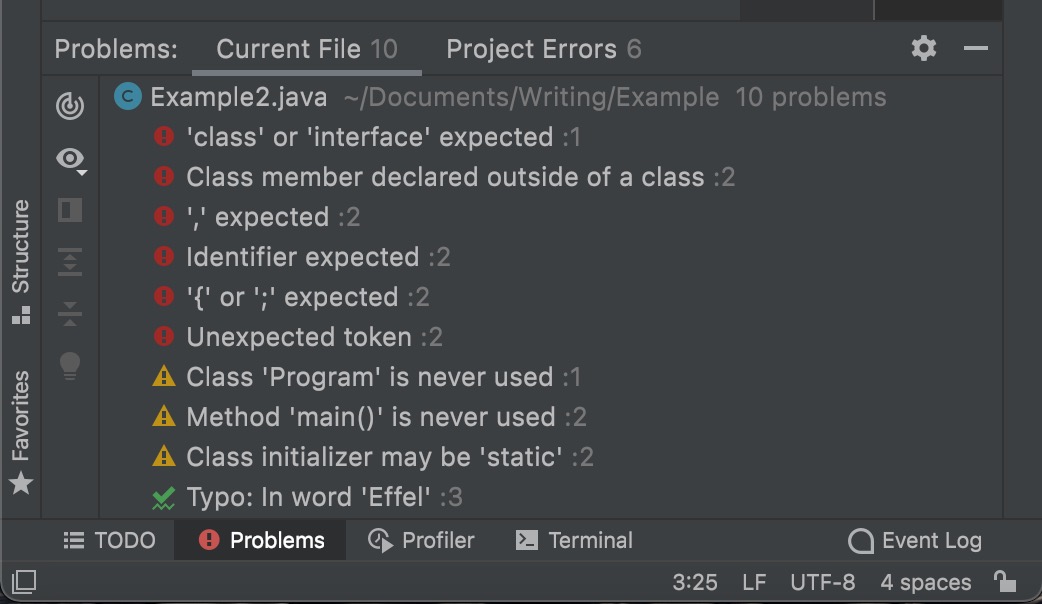 Problems: Current File 10 Project Errors 6
Example2.java ~/Documents/Writing/Example 10 problems
'class' or 'interface' expected :1
Class member declared outside of a class :2
',' expected :2
Identifier expected :2
'{' or ';' expected :2
Unexpected token :2
Class 'Program' is never used :1
Method 'main()' is never used :2
Class initializer may be 'static' :2
Typo: In word 'Effel' :3
Structure
Favorites
TODO Problems Profiler Terminal Event Log
3:25 LF UTF-8 4 spaces